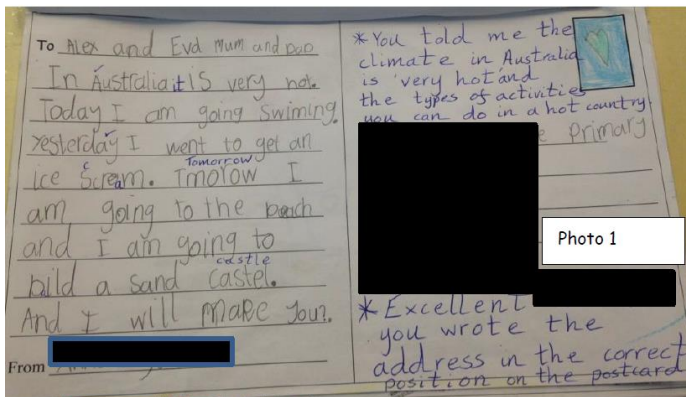 To Alex and Eva Mum and DaD
In Australia it is very hot.
Today I am going Swiming.
Yesterday I went to get an
ice Scream. Tmolow I
Tomorrow
am going to the beach
and I am going to
bild a sand castel.
castle
And I will mare you.
From
*You told me the
climate in Australia
is very hot and
the types of activities
you can do in a hot country.
Primary
Photo 1
*Excellent
you wrote the
address in the correct
position on the postcard